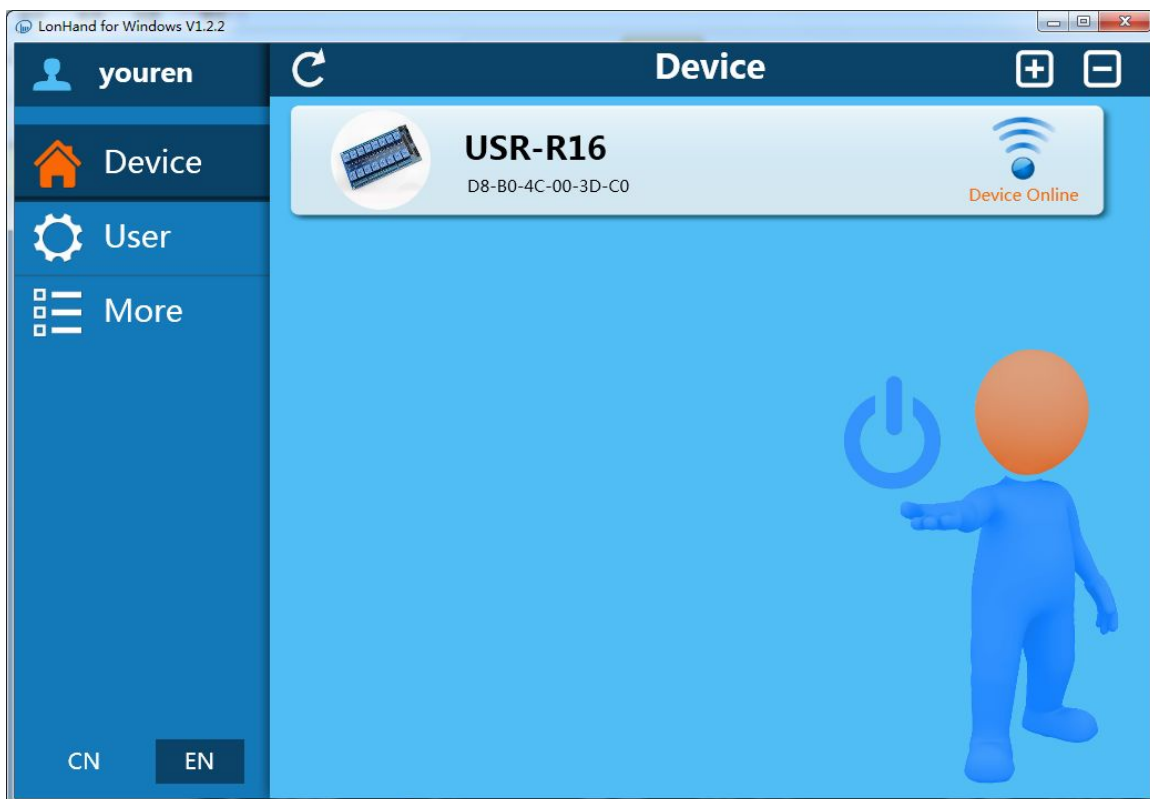 LonHand for Windows V1.2.2
youren
Device
Device
User
More
USR-R16
D8-B0-4C-00-3D-C0
Device Online
CN
EN